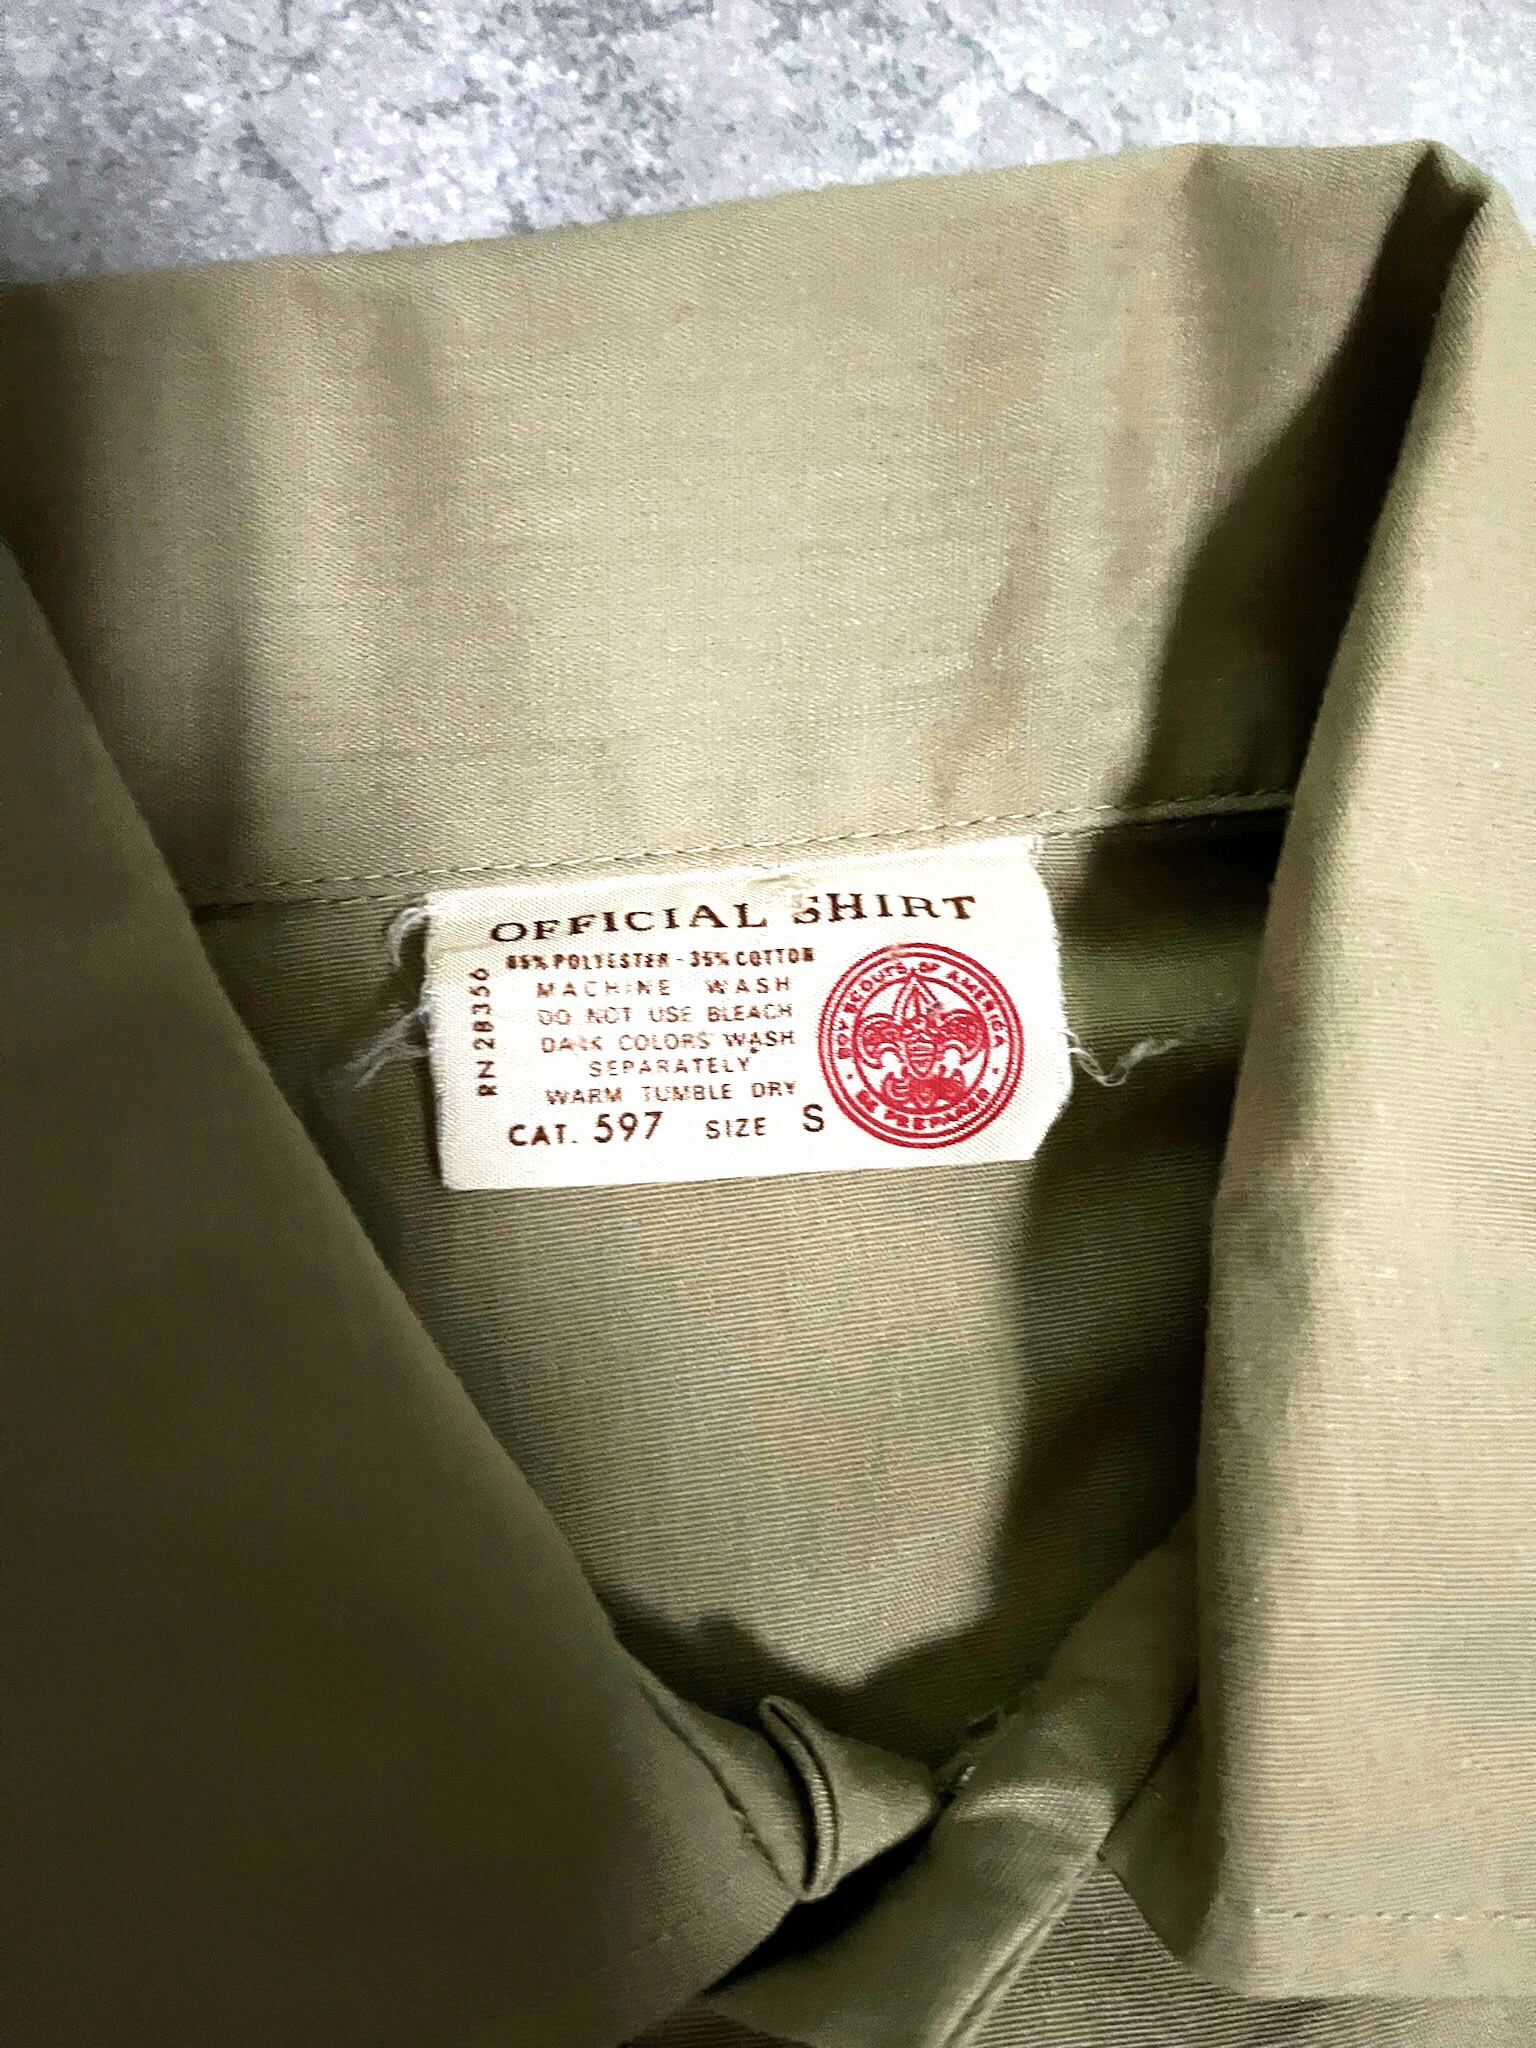 OFFICIAL SHIRT
65% POLYESTER - 35% COTTON
MACHINE WASH
DO NOT USE BLEACH
DARK COLORS WASH
SEPARATELY
WARM TUMBLE DRY
CAT. 597 SIZE S
RN 28356
BOY SCOUTS OF AMERICA
• BE PREPARED •